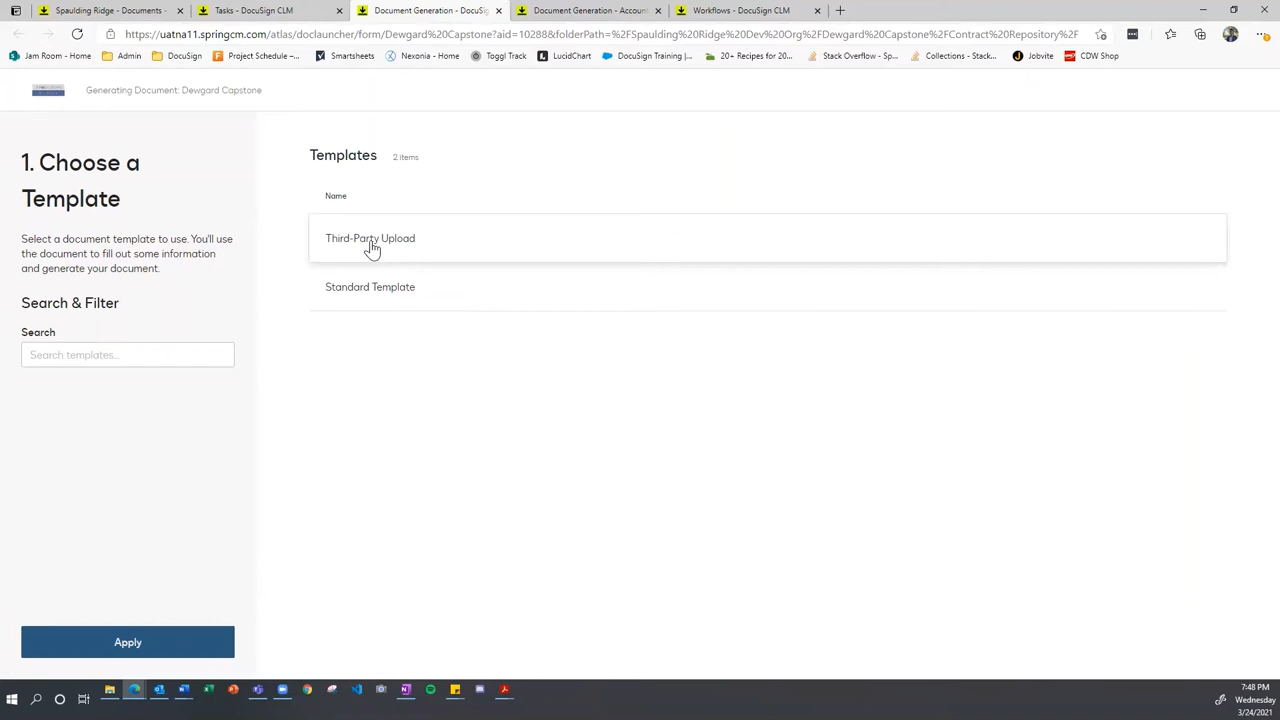 Spaulding Ridge - Documents -
Tasks - DocuSign CLM
Document Generation - DocuSign
Document Generation - Accoun
Workflows - DocuSign CLM
https://uatna11.springcm.com/atlas/doclauncher/form/Dewgard%20Capstone?aid=10288&folderPath=%2FSpaulding%20Ridge%20Dev%20Org%2FDewgard%20Capstone%2FContract%20Repository%2F
Jam Room - Home
Admin
DocuSign
Project Schedule -...
Smartsheets
Nexonia - Home
Toggl Track
LucidChart
DocuSign Training |...
20+ Recipes for 20...
Stack Overflow - Sp...
Collections - Stack...
Jobvite
CDW Shop
Generating Document: Dewgard Capstone
1. Choose a
Template
Select a document template to use. You'll use
the document to fill out some information
and generate your document.
Search & Filter
Search
Search templates...
Apply
Templates 2 items
Name
Third-Party Upload
Standard Template
7:48 PM
Wednesday
3/24/2021